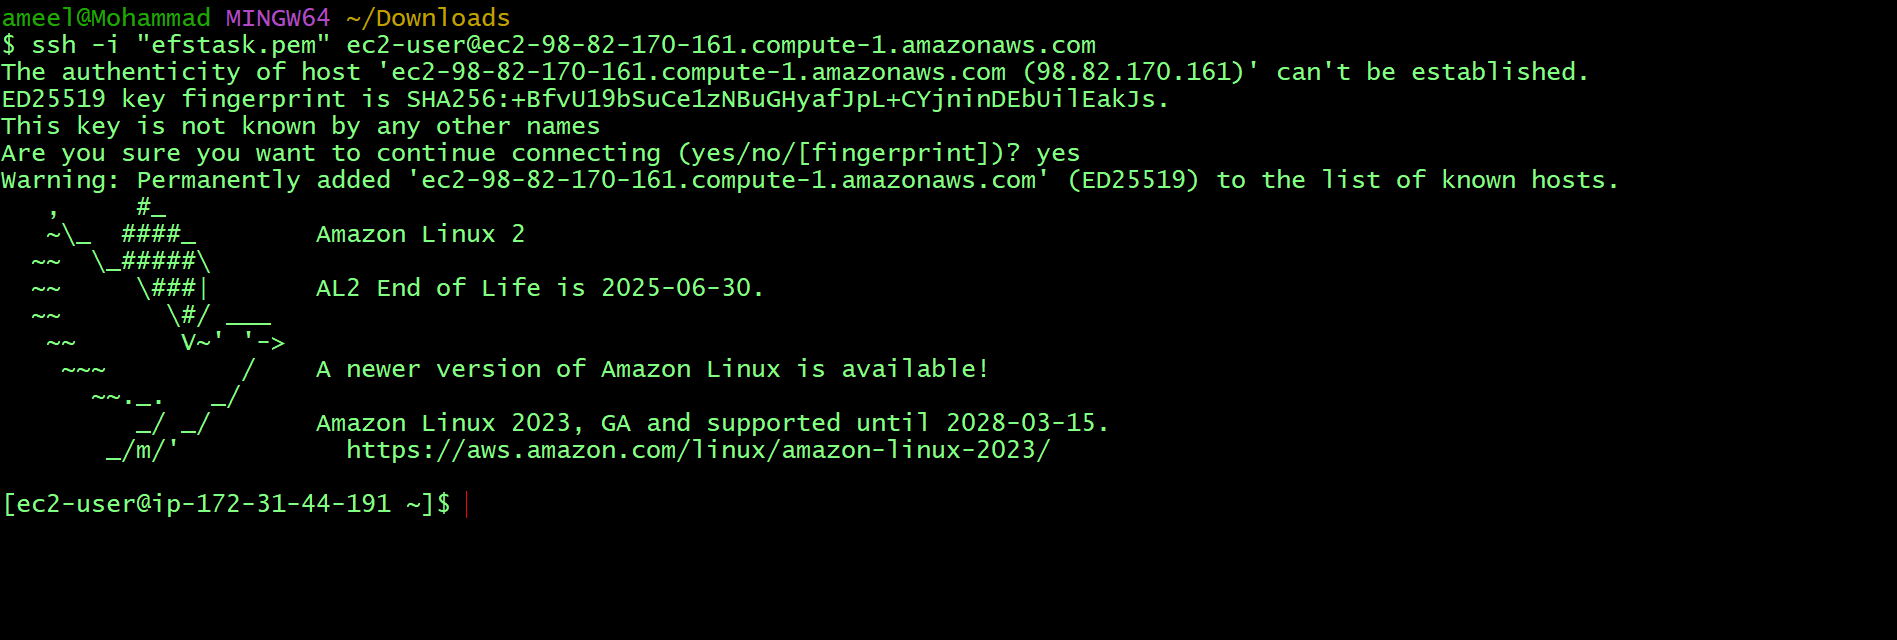 ameel@Mohammad MINGW64 ~/Downloads
$ ssh -i "efstask.pem" ec2-user@ec2-98-82-170-161.compute-1.amazonaws.com
The authenticity of host 'ec2-98-82-170-161.compute-1.amazonaws.com (98.82.170.161)' can't be established.
ED25519 key fingerprint is SHA256:+BfvU19bSuCe1zNBuGHyafJpL+CYjninDEbUilEakJs.
This key is not known by any other names
Are you sure you want to continue connecting (yes/no/[fingerprint])? yes
Warning: Permanently added 'ec2-98-82-170-161.compute-1.amazonaws.com' (ED25519) to the list of known hosts.
   ,     #_
   ~\_  ####_        Amazon Linux 2
  ~~  \_#####\
  ~~     \###|       AL2 End of Life is 2025-06-30.
  ~~       \#/ ___
   ~~       V~' '->
    ~~~         /    A newer version of Amazon Linux is available!
      ~~._.   _/
         _/ _/       Amazon Linux 2023, GA and supported until 2028-03-15.
       _/m/'           https://aws.amazon.com/linux/amazon-linux-2023/
[ec2-user@ip-172-31-44-191 ~]$